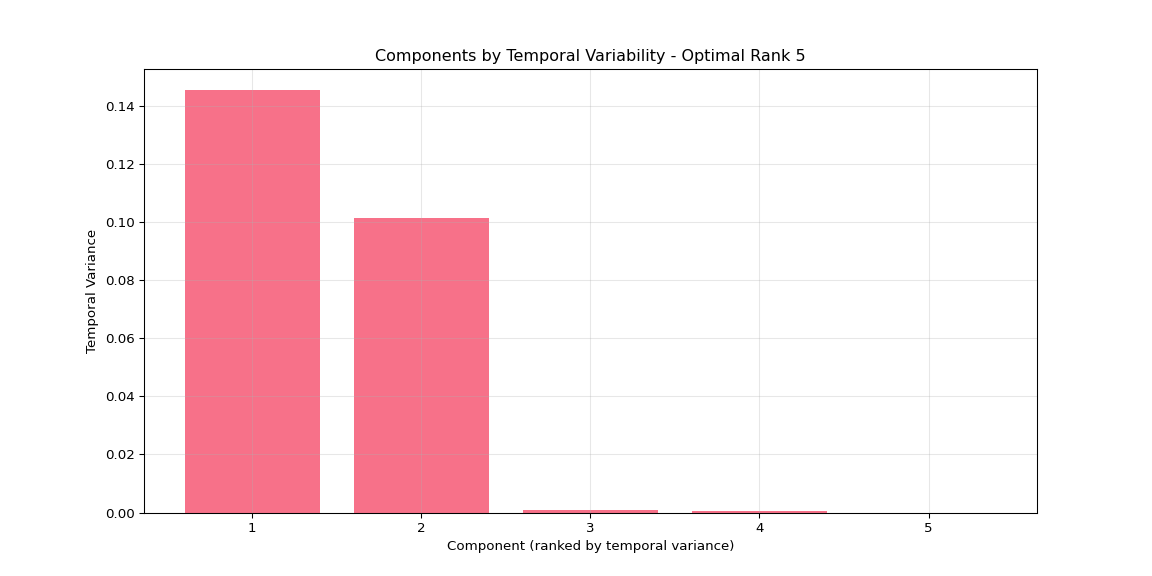 Components by Temporal Variability - Optimal Rank 5
0.14
0.12
0.10
0.08
0.06
0.04
0.02
0.00
Temporal Variance
1 2 3 4 5
Component (ranked by temporal variance)